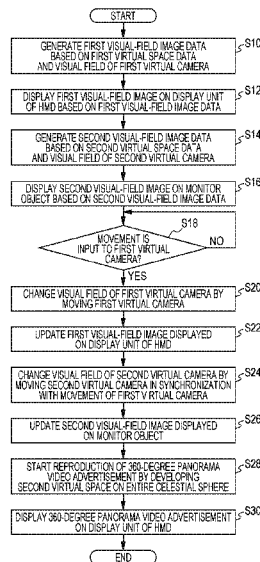 START
GENERATE FIRST VISUAL-FIELD IMAGE DATA
BASED ON FIRST VIRTUAL SPACE DATA
AND VISUAL FIELD OF FIRST VIRTUAL CAMERA
S10
DISPLAY FIRST VISUAL-FIELD IMAGE ON DISPLAY UNIT
OF HMD BASED ON FIRST VISUAL-FIELD IMAGE DATA
S12
GENERATE SECOND VISUAL-FIELD IMAGE DATA
BASED ON SECOND VIRTUAL SPACE DATA
AND VISUAL FIELD OF SECOND VIRTUAL CAMERA
S14
DISPLAY SECOND VISUAL-FIELD IMAGE ON MONITOR
OBJECT BASED ON SECOND VISUAL-FIELD IMAGE DATA
S16
S18
MOVEMENT IS
INPUT TO FIRST VIRTUAL
CAMERA?
NO
YES
CHANGE VISUAL FIELD OF FIRST VIRTUAL CAMERA BY
MOVING FIRST VIRTUAL CAMERA
S20
UPDATE FIRST VISUAL-FIELD IMAGE DISPLAYED
ON DISPLAY UNIT OF HMD
S22
CHANGE VISUAL FIELD OF SECOND VIRTUAL CAMERA BY
MOVING SECOND VIRTUAL CAMERA IN SYNCHRONIZATION
WITH MOVEMENT OF FIRST VIRTUAL CAMERA
S24
UPDATE SECOND VISUAL-FIELD IMAGE DISPLAYED
ON MONITOR OBJECT
S26
START REPRODUCTION OF 360-DEGREE PANORAMA
VIDEO ADVERTISEMENT BY DEVELOPING
SECOND VIRTUAL SPACE ON ENTIRE CELESTIAL SPHERE
S28
DISPLAY 360-DEGREE PANORAMA VIDEO ADVERTISEMENT
ON DISPLAY UNIT OF HMD
S30
END